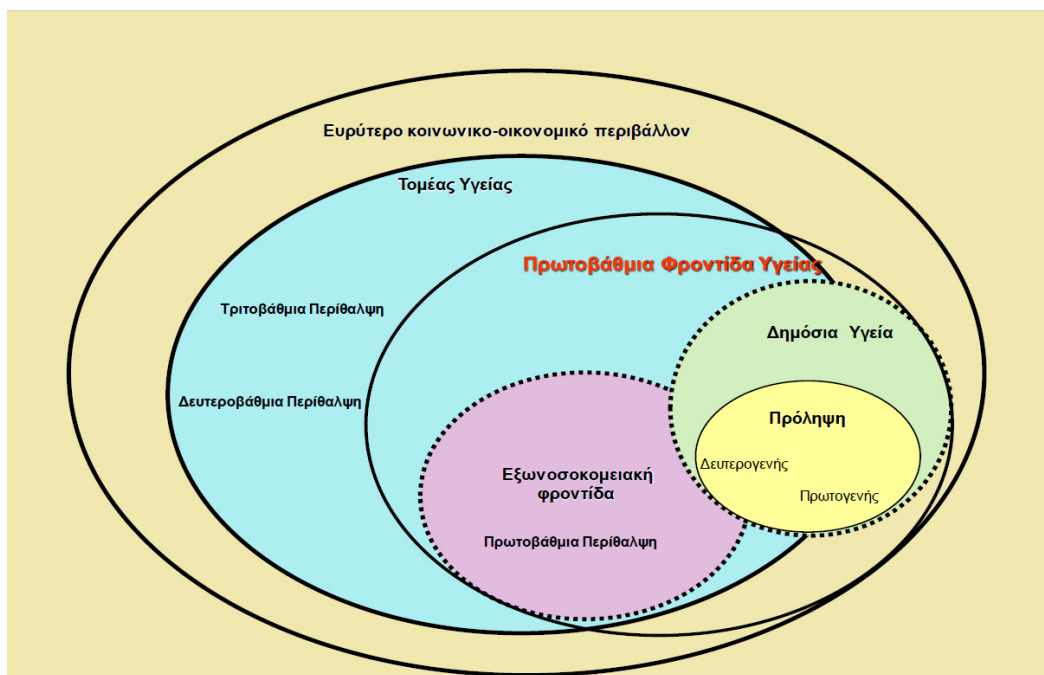 Ευρύτερο κοινωνικο-οικονομικό περιβάλλον
Τομέας Υγείας
Πρωτοβάθμια Φροντίδα Υγείας
Τριτοβάθμια Περίθαλψη
Δημόσια Υγεία
Δευτεροβάθμια Περίθαλψη
Πρόληψη
Δευτερογενής
Πρωτογενής
Εξωνοσοκομειακή
φροντίδα
Πρωτοβάθμια Περίθαλψη